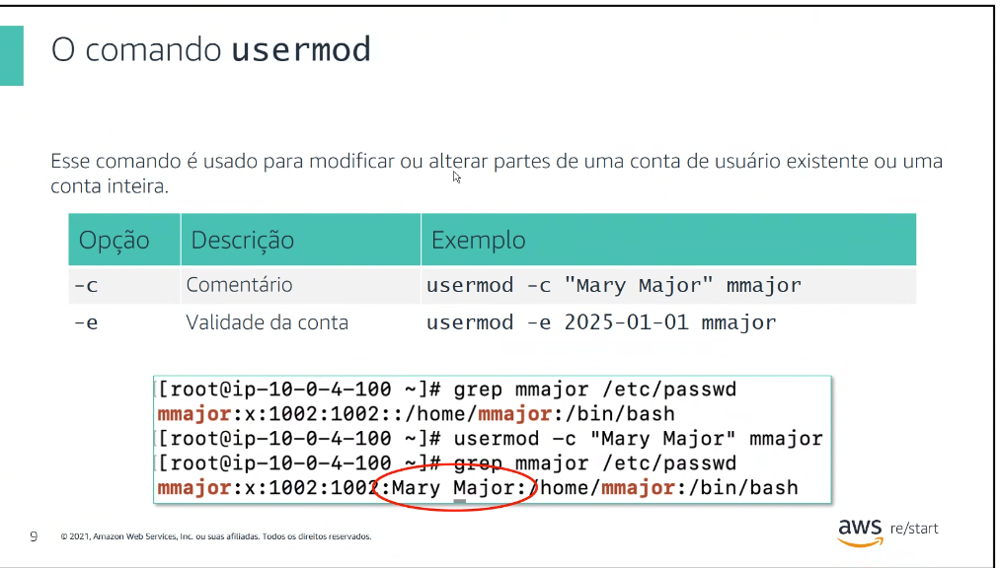 O comando usermod
Esse comando é usado para modificar ou alterar partes de uma conta de usuário existente ou uma
conta inteira.
Opção Descrição Exemplo
-c Comentário usermod -c "Mary Major" mmajor
-e Validade da conta usermod -e 2025-01-01 mmajor
[root@ip-10-0-4-100 ~]# grep mmajor /etc/passwd
mmajor:x:1002:1002::/home/mmajor:/bin/bash
[root@ip-10-0-4-100 ~]# usermod -c "Mary Major" mmajor
[root@ip-10-0-4-100 ~]# grep mmajor /etc/passwd
mmajor:x:1002:1002:Mary Major:/home/mmajor:/bin/bash
9 © 2021, Amazon Web Services, Inc. ou suas afiliadas. Todos os direitos reservados.
aws re/start